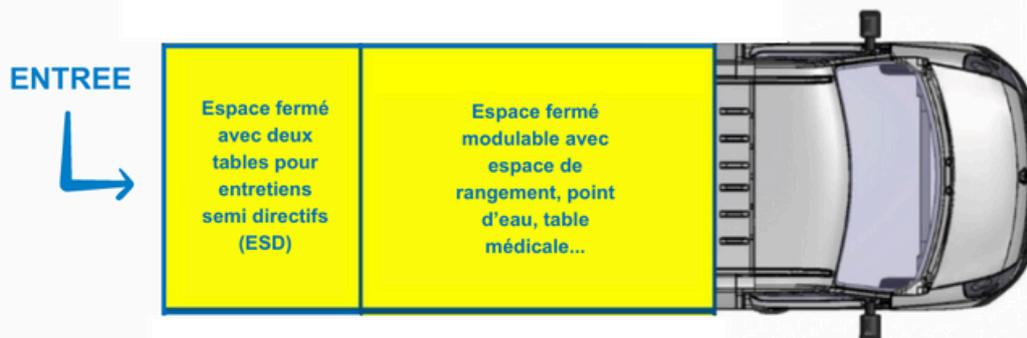 ENTREE
Espace fermé
avec deux
tables pour
entretiens
semi directifs
(ESD)
Espace fermé
modulable avec
espace de
rangement, point
d'eau, table
médicale...